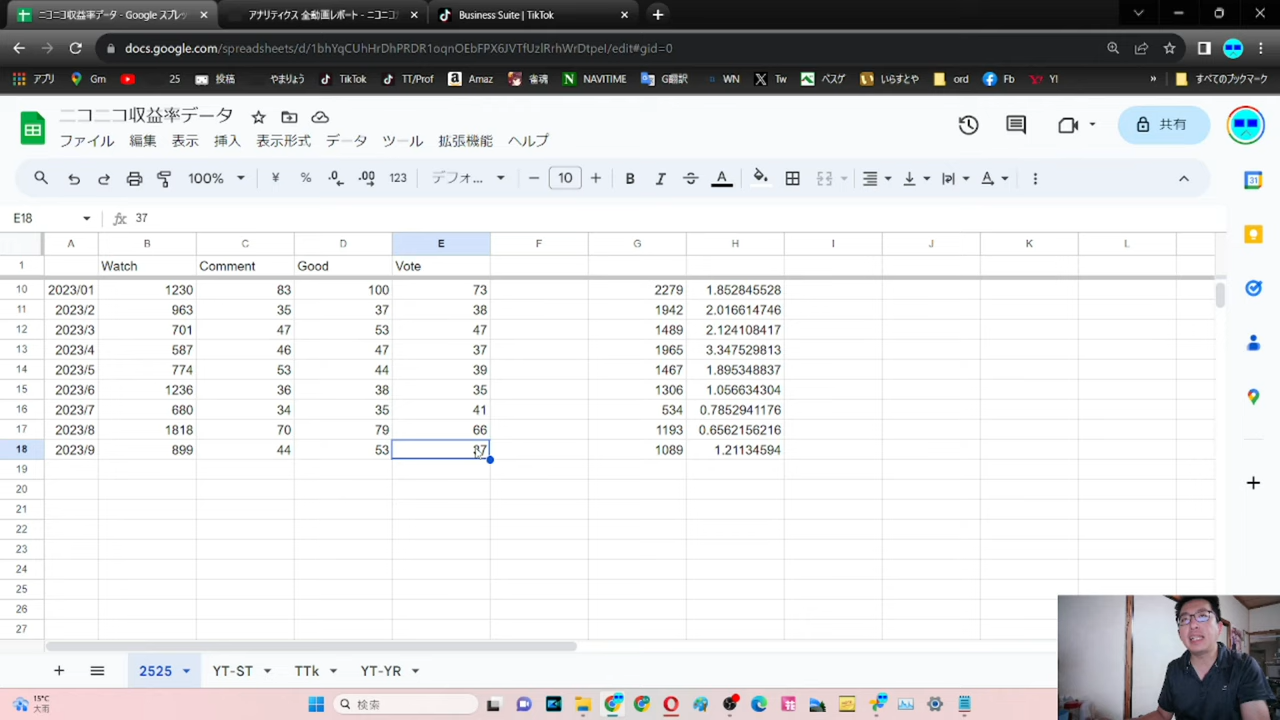 ニコニコ収益率データ - Google スプレッ
アナリティクス 全動画レポート - ニコニコ
Business Suite | TikTok
docs.google.com/spreadsheets/d/1bhYqCUhHrDhPRDR1oqnOEbFPX6JVTfUzlRrhWrDtpeI/edit#gid=0
アプリ Gm 25 投稿 やまりょう TikTok TT/Prof Amaz 雀魂 NAVITIME G翻訳 WN Tw ベスゲ いらすとや ord Fb Y! » すべてのブックマーク
ニコニコ収益率データ
ファイル 編集 表示 挿入 表示形式 データ ツール 拡張機能 ヘルプ
共有
100% ¥ % .0 .00 123 デフォ... 10 B I A
E18 fx 37
A B C D E F G H I J K L
1 Watch Comment Good Vote
10 2023/01 1230 83 100 73 2279 1.852845528
11 2023/2 963 35 37 38 1942 2.016614746
12 2023/3 701 47 53 47 1489 2.124108417
13 2023/4 587 46 47 37 1965 3.347529813
14 2023/5 774 53 44 39 1467 1.895348837
15 2023/6 1236 36 38 35 1306 1.056634304
16 2023/7 680 34 35 41 534 0.7852941176
17 2023/8 1818 70 79 66 1193 0.6562156216
18 2023/9 899 44 53 37 1089 1.21134594
19
20
21
22
23
24
25
26
27
2525 YT-ST TTk YT-YR
15°C
大雨
検索